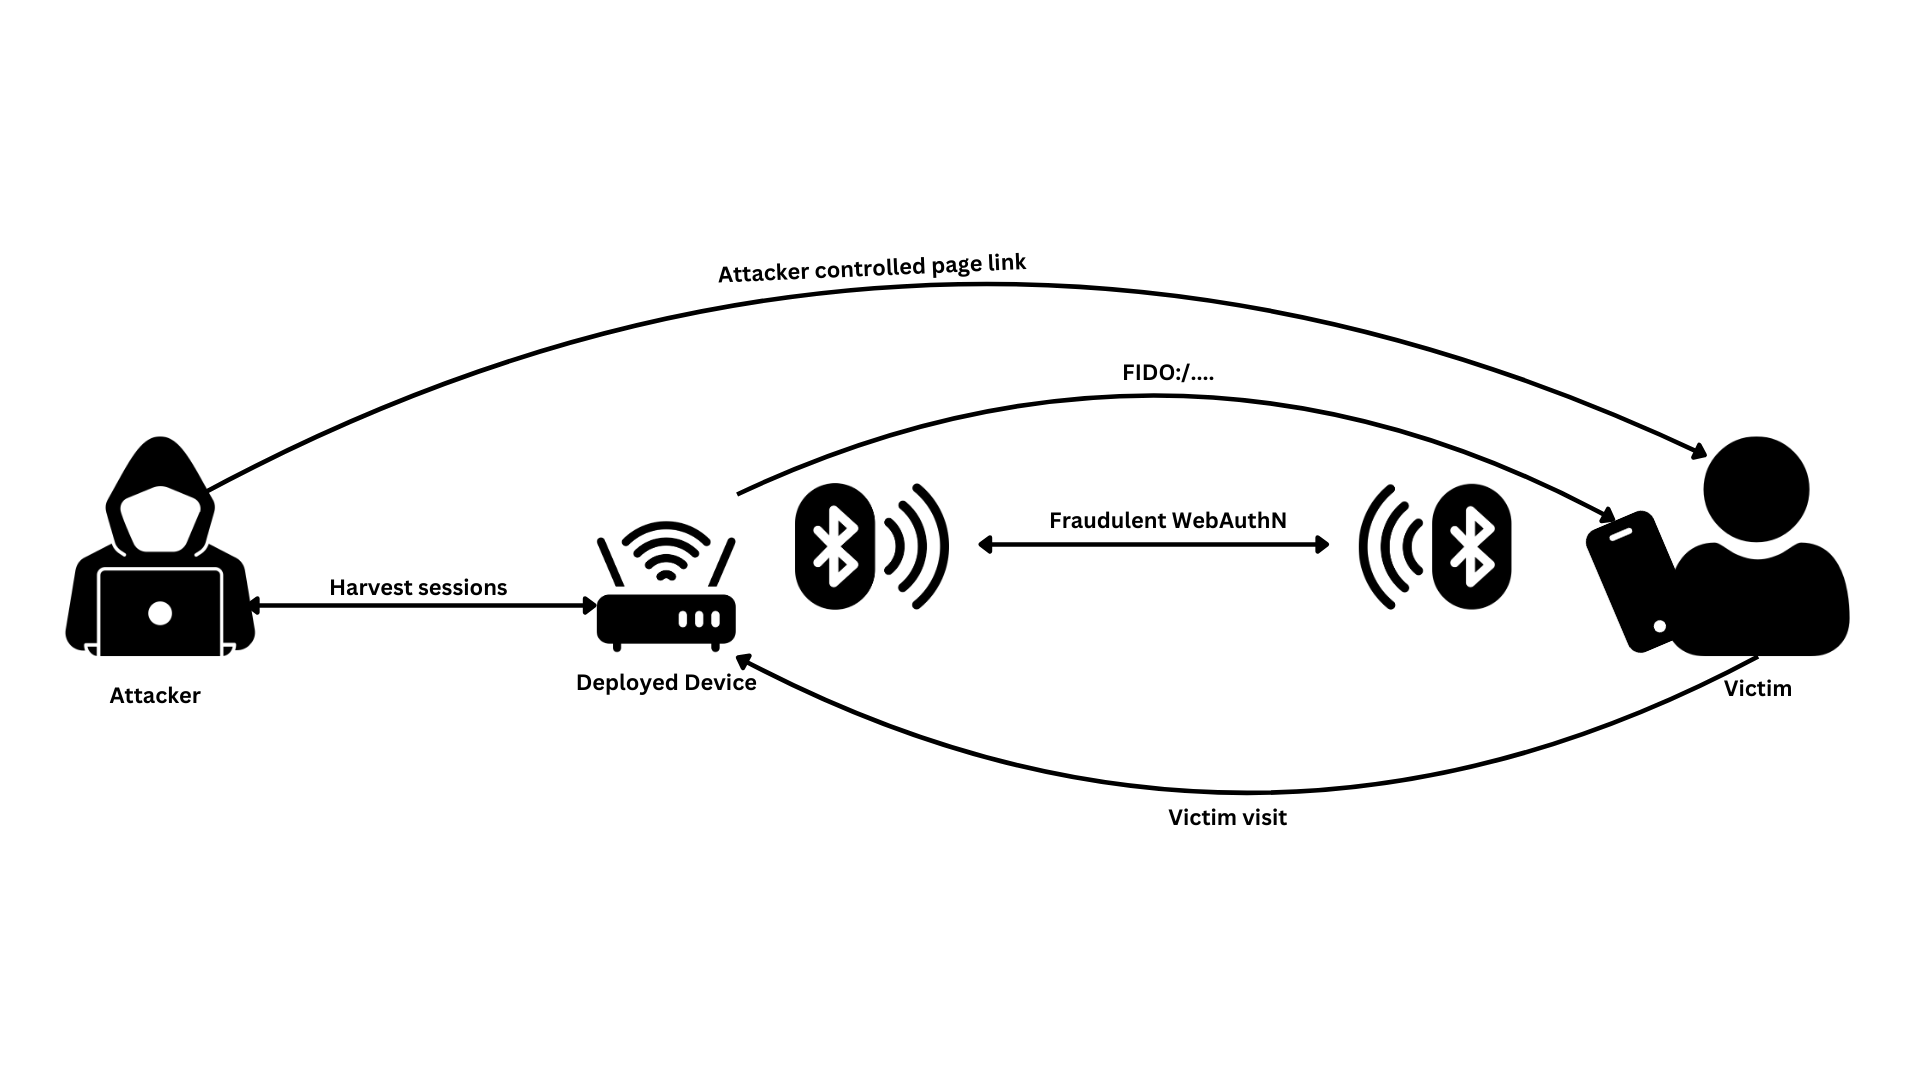 Attacker controlled page link
FIDO:/....
Fraudulent WebAuthN
Harvest sessions
Deployed Device
Attacker
Victim
Victim visit